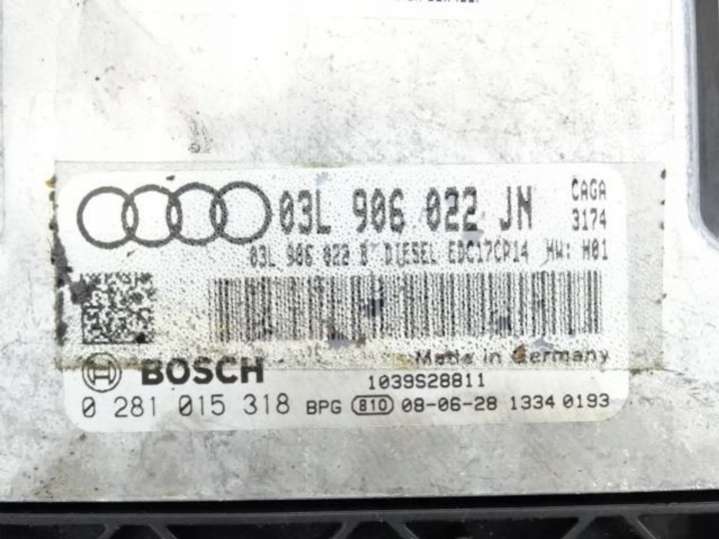 03L 906 022 JN CAGA
3174
03L 906 022 B DIESEL EDC17CP14 HW: H01
Made in Germany
BOSCH 1039S28811
0 281 015 318 BPG 810 08-06-28 1334 0193